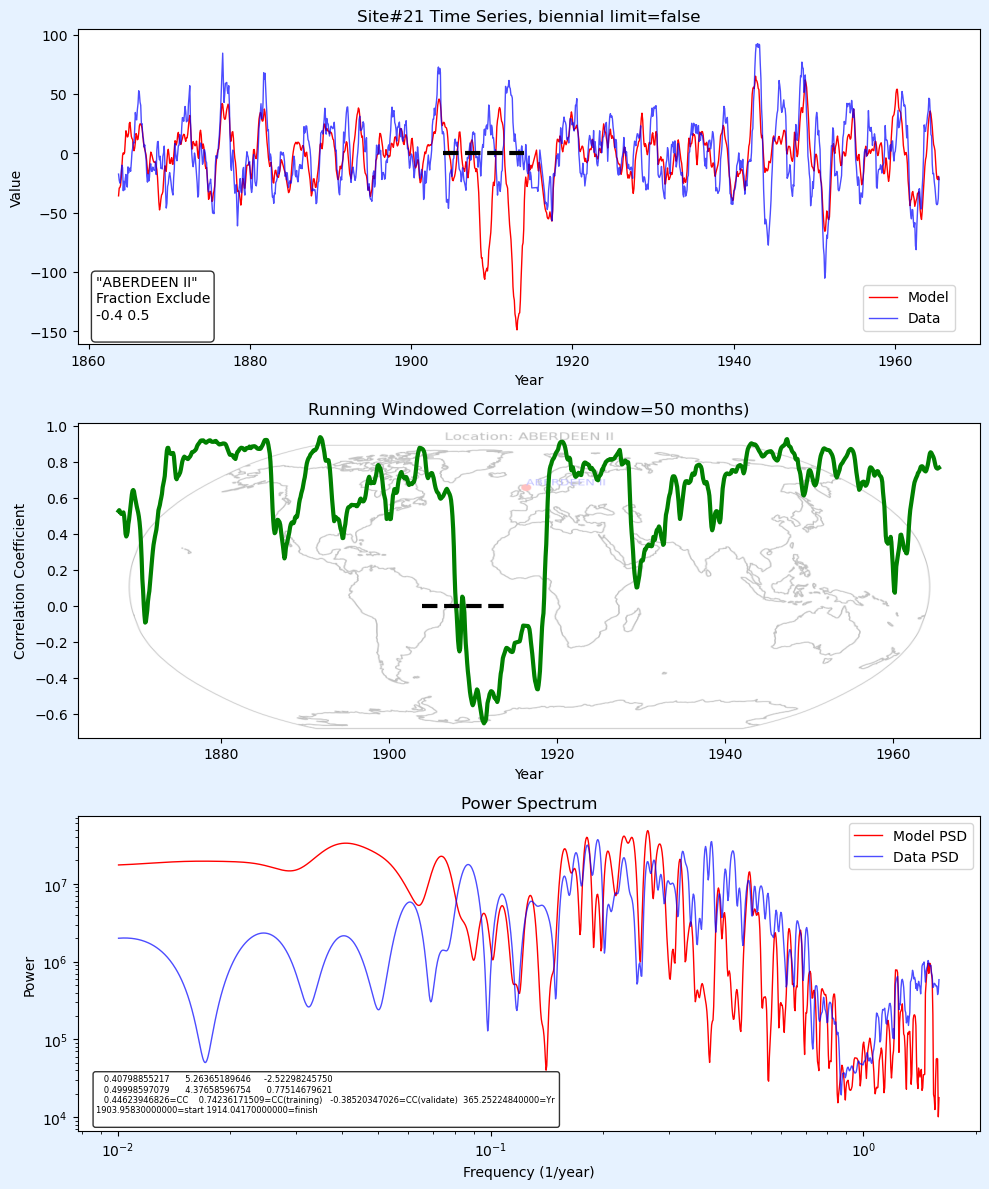 Site#21 Time Series, biennial limit=false
100
50
0
−50
−100
−150
Value
"ABERDEEN II"
Fraction Exclude
-0.4 0.5
Model
Data
1860 1880 1900 1920 1940 1960
Year
Running Windowed Correlation (window=50 months)
1.0
0.8
0.6
0.4
0.2
0.0
−0.2
−0.4
−0.6
Correlation Coefficient
Location: ABERDEEN II
ABERDEEN II
1880 1900 1920 1940 1960
Year
Power Spectrum
10^7
10^6
10^5
10^4
Power
Model PSD
Data PSD
0.40798855217 5.26365189646 -2.52298245750
0.49998597079 4.37658596754 0.77514679621
0.44623946826=CC 0.74236171509=CC(training) -0.38520347026=CC(validate) 365.25224840000=Yr
1903.95830000000=start 1914.04170000000=finish
10^−2 10^−1 10^0
Frequency (1/year)